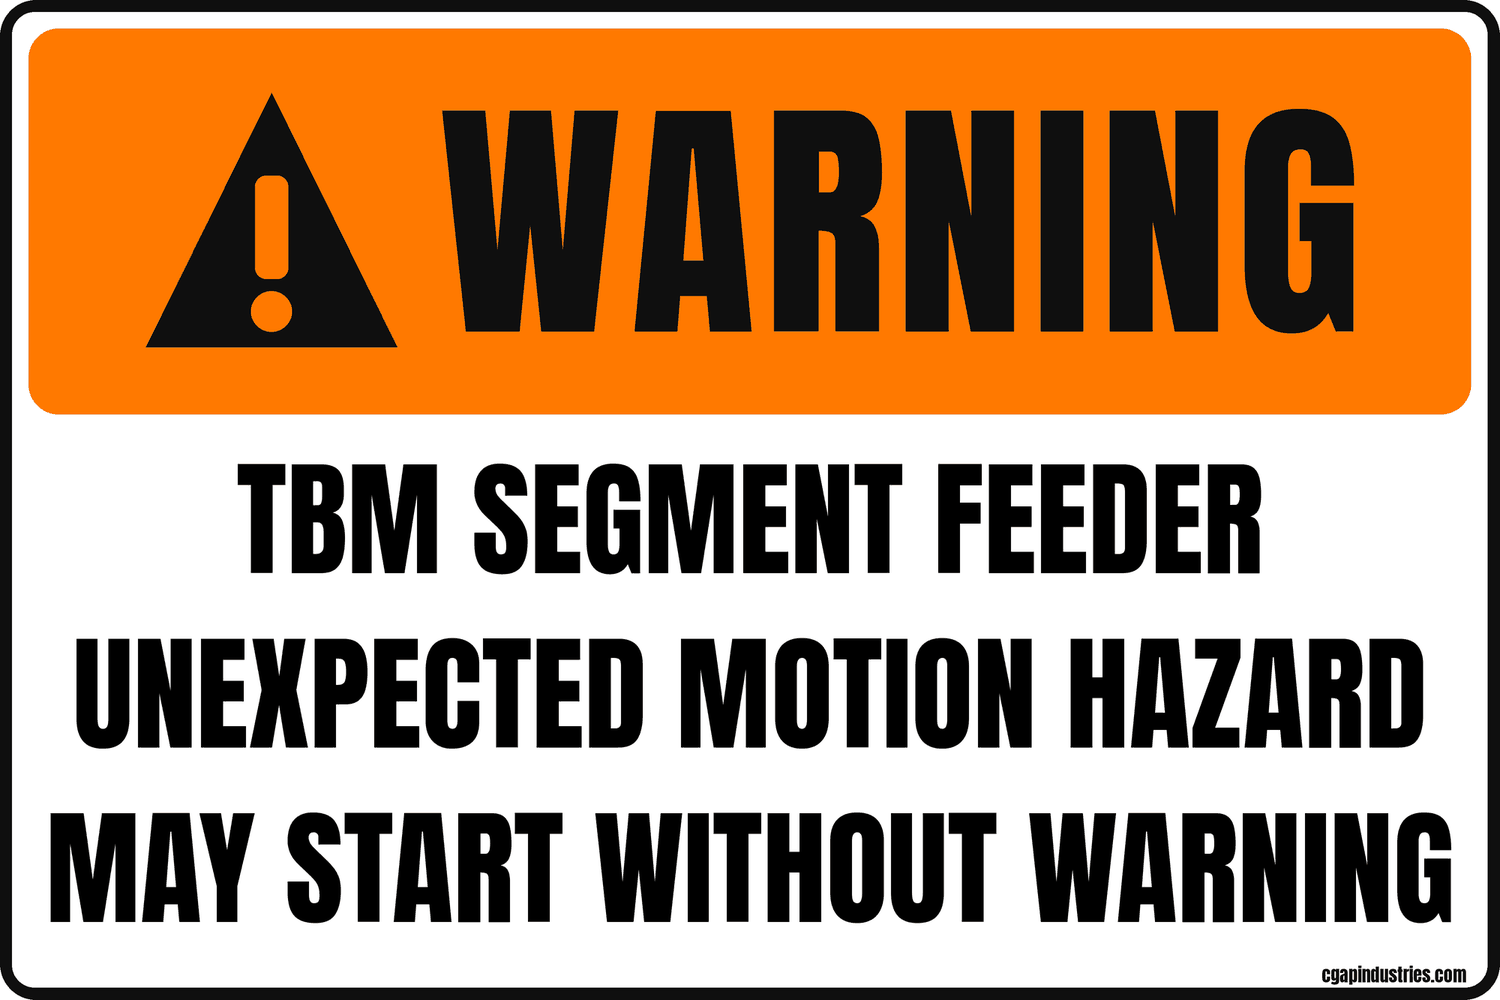 WARNING
TBM SEGMENT FEEDER
UNEXPECTED MOTION HAZARD
MAY START WITHOUT WARNING
cgapindustries.com